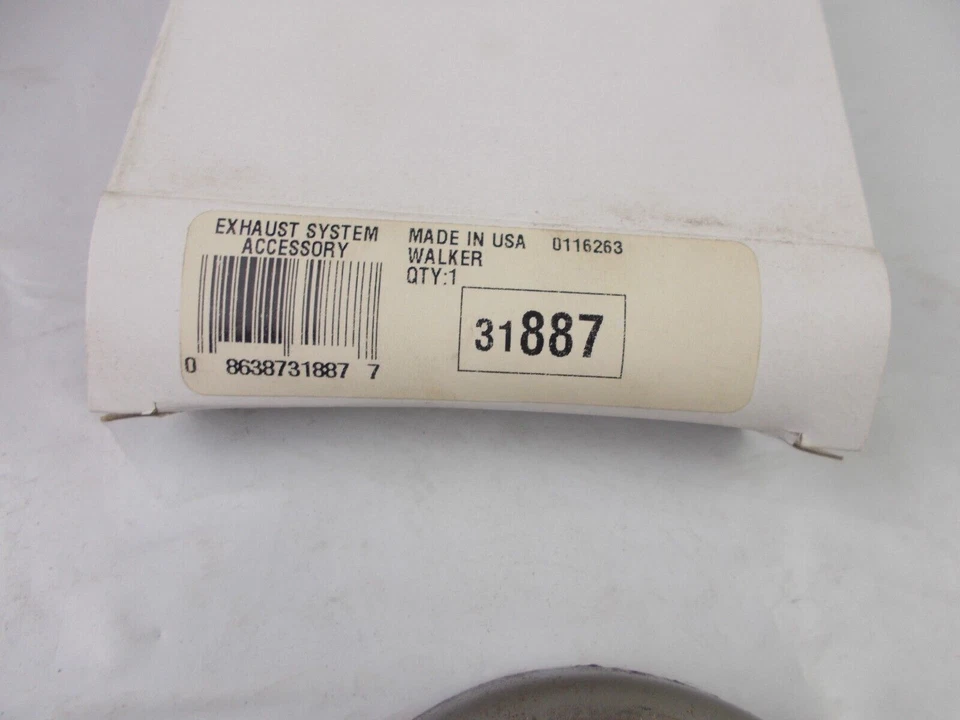 EXHAUST SYSTEM
ACCESSORY
0 8638731887 7
MADE IN USA 0116263
WALKER
QTY:1
31887